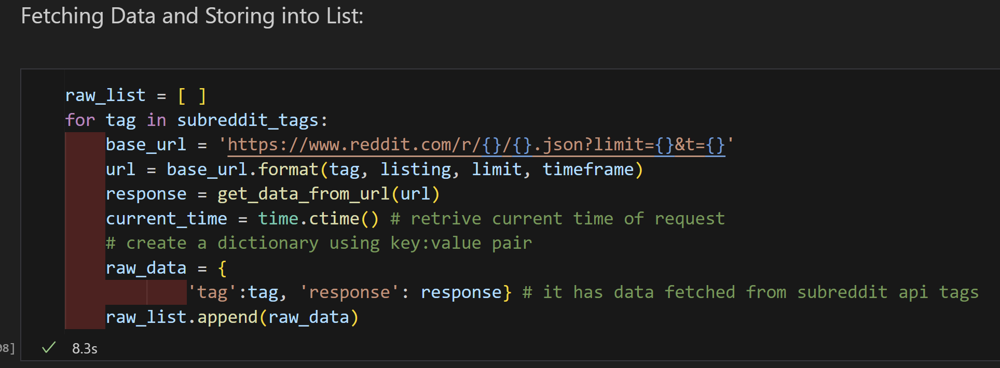 Fetching Data and Storing into List:
raw_list = [ ]
for tag in subreddit_tags:
base_url = 'https://www.reddit.com/r/{}/{}.json?limit={}&t={}'
url = base_url.format(tag, listing, limit, timeframe)
response = get_data_from_url(url)
current_time = time.ctime() # retrive current time of request
# create a dictionary using key:value pair
raw_data = {
'tag':tag, 'response': response} # it has data fetched from subreddit api tags
raw_list.append(raw_data)
8] ✓ 8.3s